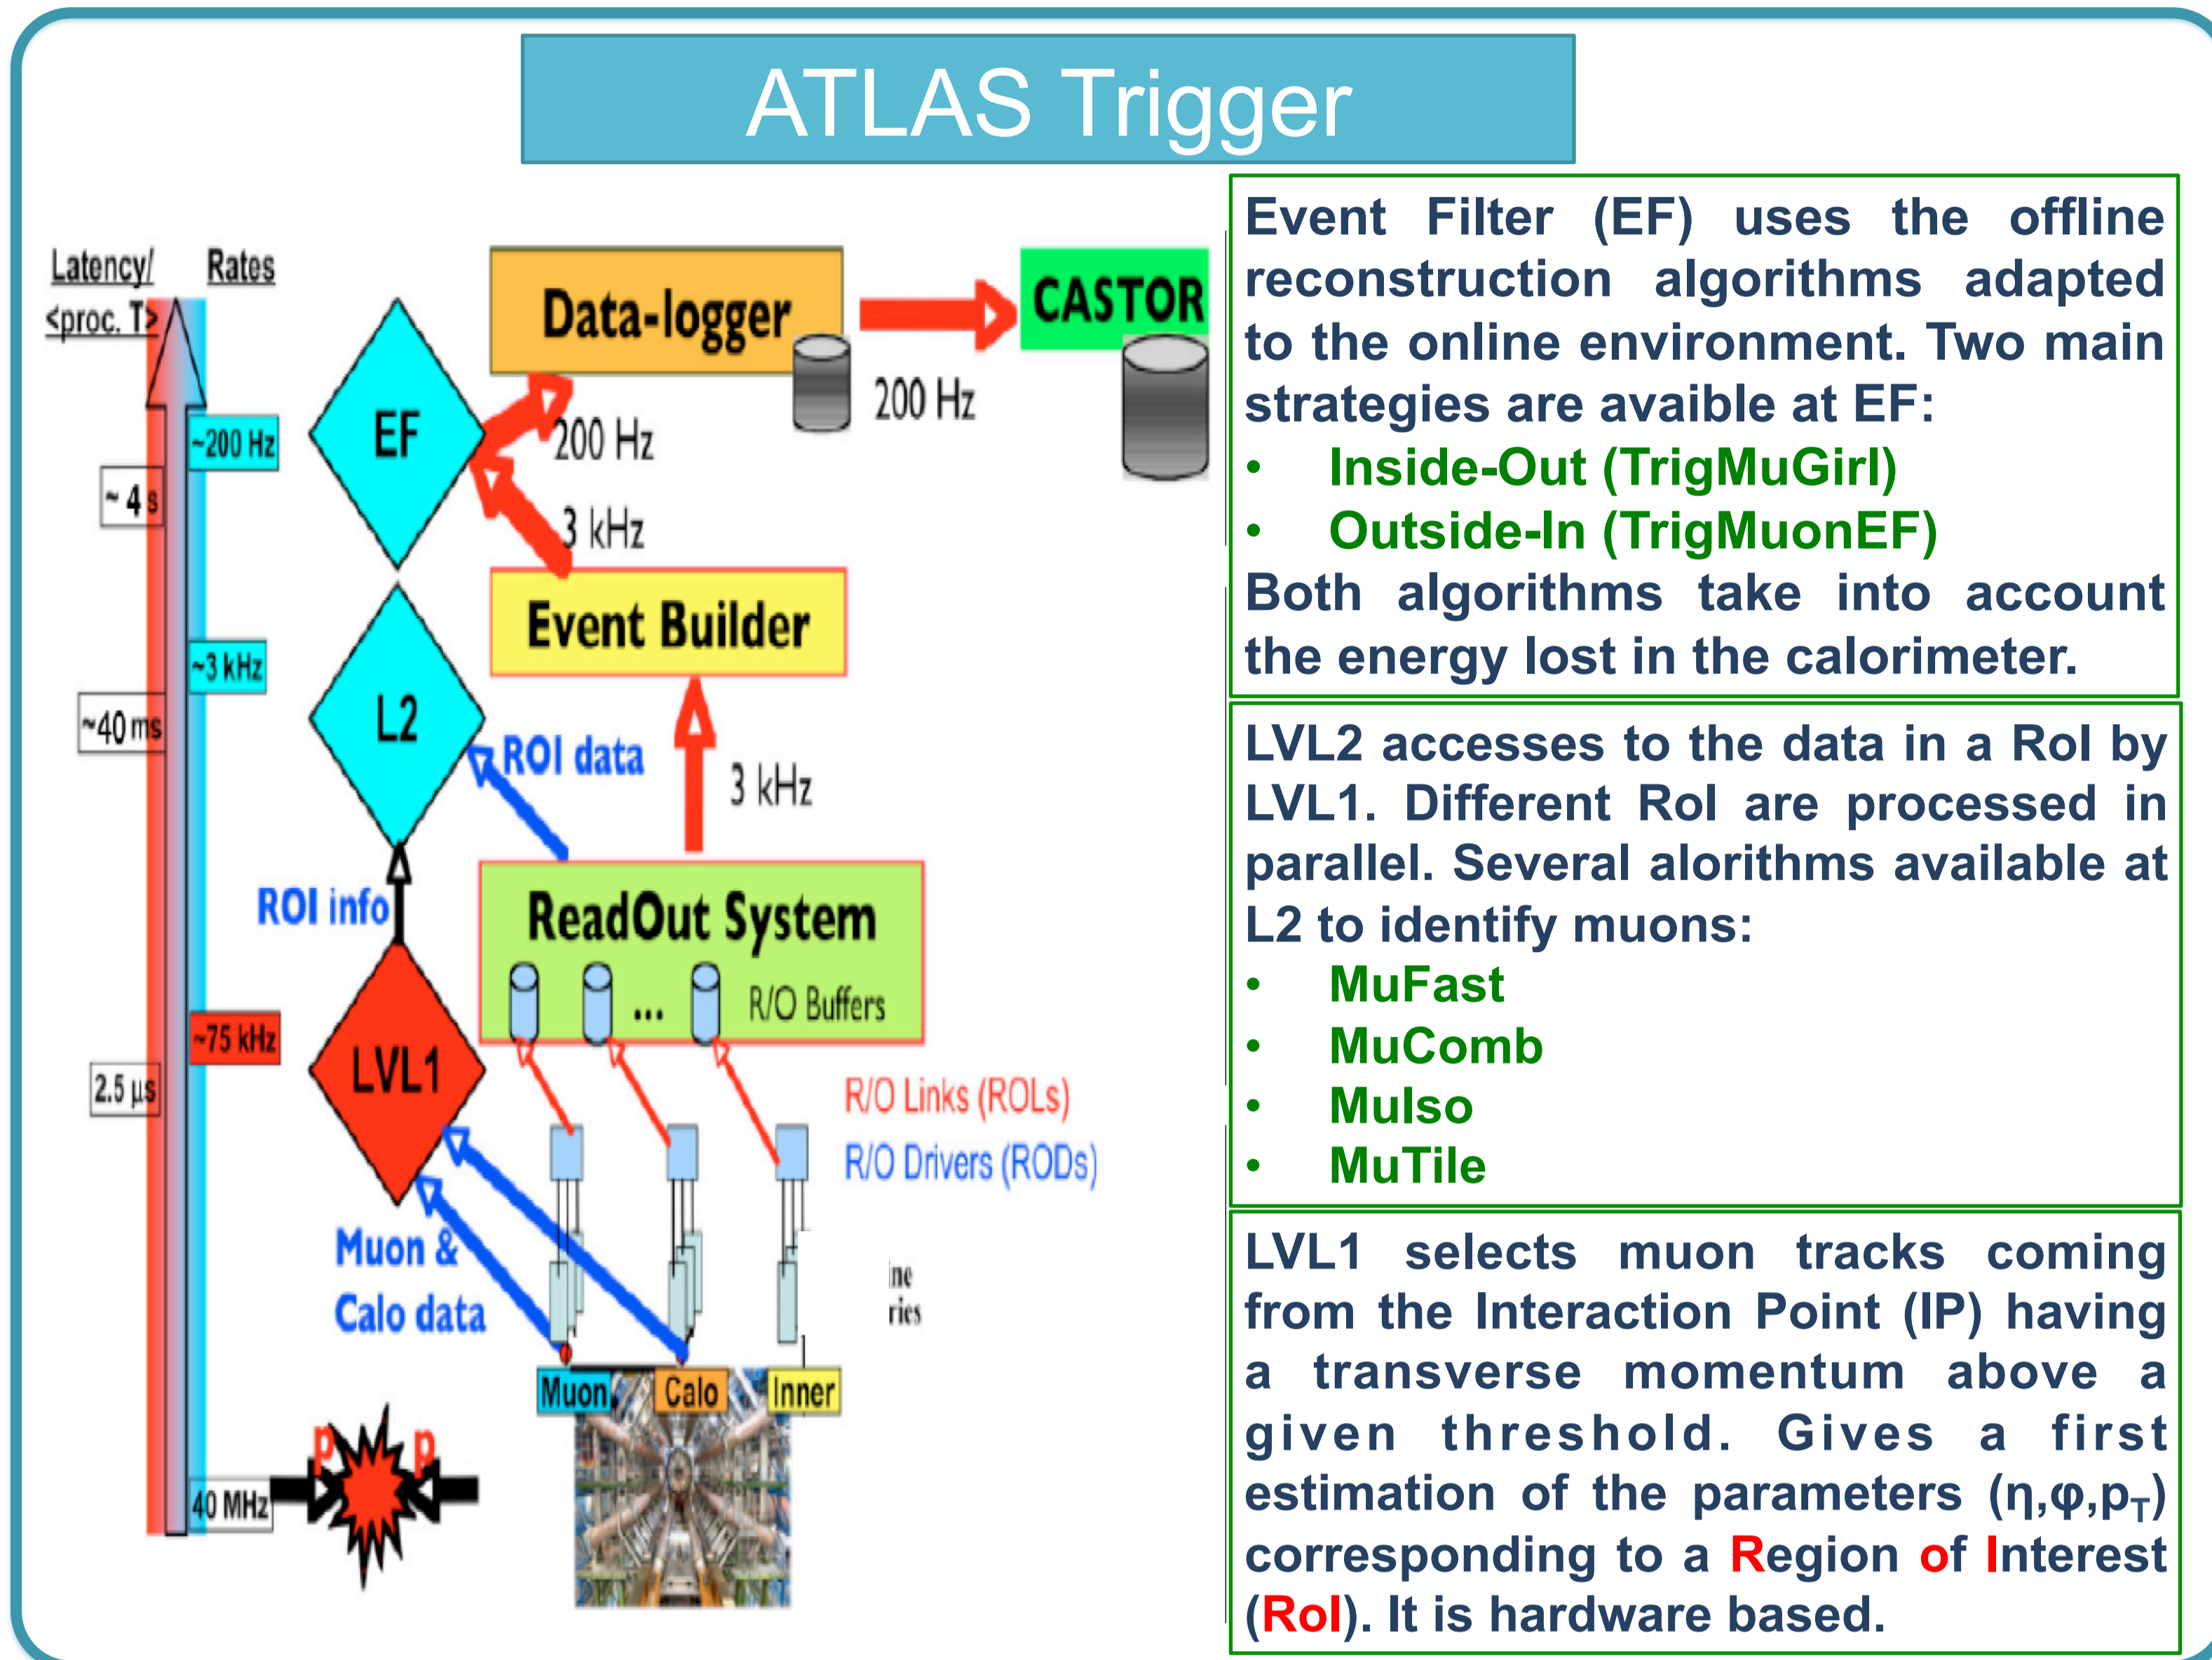 ATLAS Trigger
Latency/
<proc. T>
Rates
~200 Hz
~ 4 s
~3 kHz
~40 ms
~75 kHz
2.5 µs
40 MHz
EF
L2
LVL1
Data-logger
CASTOR
200 Hz
200 Hz
3 kHz
Event Builder
ROI data
3 kHz
ROI info
ReadOut System
... R/O Buffers
R/O Links (ROLs)
R/O Drivers (RODs)
Muon &
Calo data
ne
ries
Muon Calo Inner
p p
Event Filter (EF) uses the offline
reconstruction algorithms adapted
to the online environment. Two main
strategies are avaible at EF:
• Inside-Out (TrigMuGirl)
• Outside-In (TrigMuonEF)
Both algorithms take into account
the energy lost in the calorimeter.
LVL2 accesses to the data in a RoI by
LVL1. Different RoI are processed in
parallel. Several alorithms available at
L2 to identify muons:
• MuFast
• MuComb
• MuIso
• MuTile
LVL1 selects muon tracks coming
from the Interaction Point (IP) having
a transverse momentum above a
given threshold. Gives a first
estimation of the parameters (η,φ,pT)
corresponding to a Region of Interest
(RoI). It is hardware based.